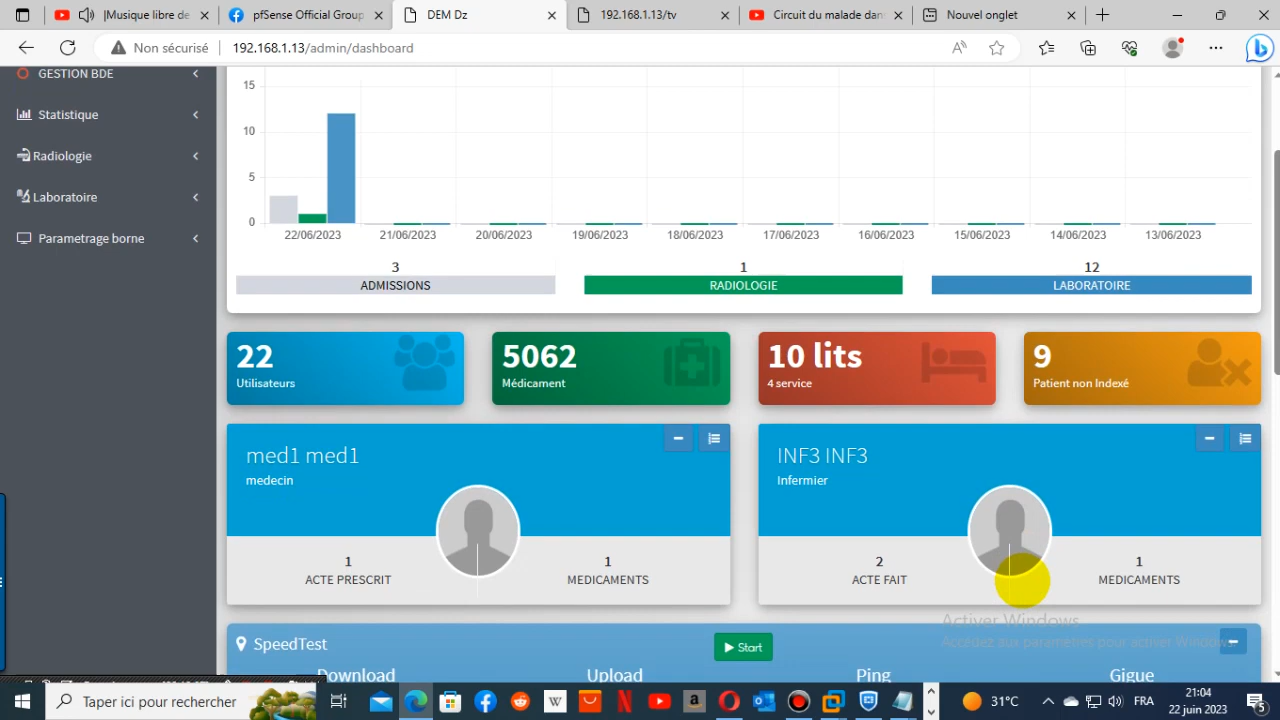 |Musique libre de
pfSense Official Group
DEM Dz
192.168.1.13/tv
Circuit du malade dan
Nouvel onglet
Non sécurisé
192.168.1.13/admin/dashboard
GESTION BDE
Statistique
Radiologie
Laboratoire
Parametrage borne
15
10
5
0
22/06/2023
21/06/2023
20/06/2023
19/06/2023
18/06/2023
17/06/2023
16/06/2023
15/06/2023
14/06/2023
13/06/2023
3
ADMISSIONS
1
RADIOLOGIE
12
LABORATOIRE
22
Utilisateurs
5062
Médicament
10 lits
4 service
9
Patient non Indexé
med1 med1
medecin
1
ACTE PRESCRIT
1
MEDICAMENTS
INF3 INF3
Infermier
2
ACTE FAIT
1
MEDICAMENTS
Activer Windows
Accédez aux paramètres pour activer Windows.
SpeedTest
Start
Download
Upload
Ping
Gigue
Taper ici pour rechercher
31°C
FRA
21:04
22 juin 2023
5